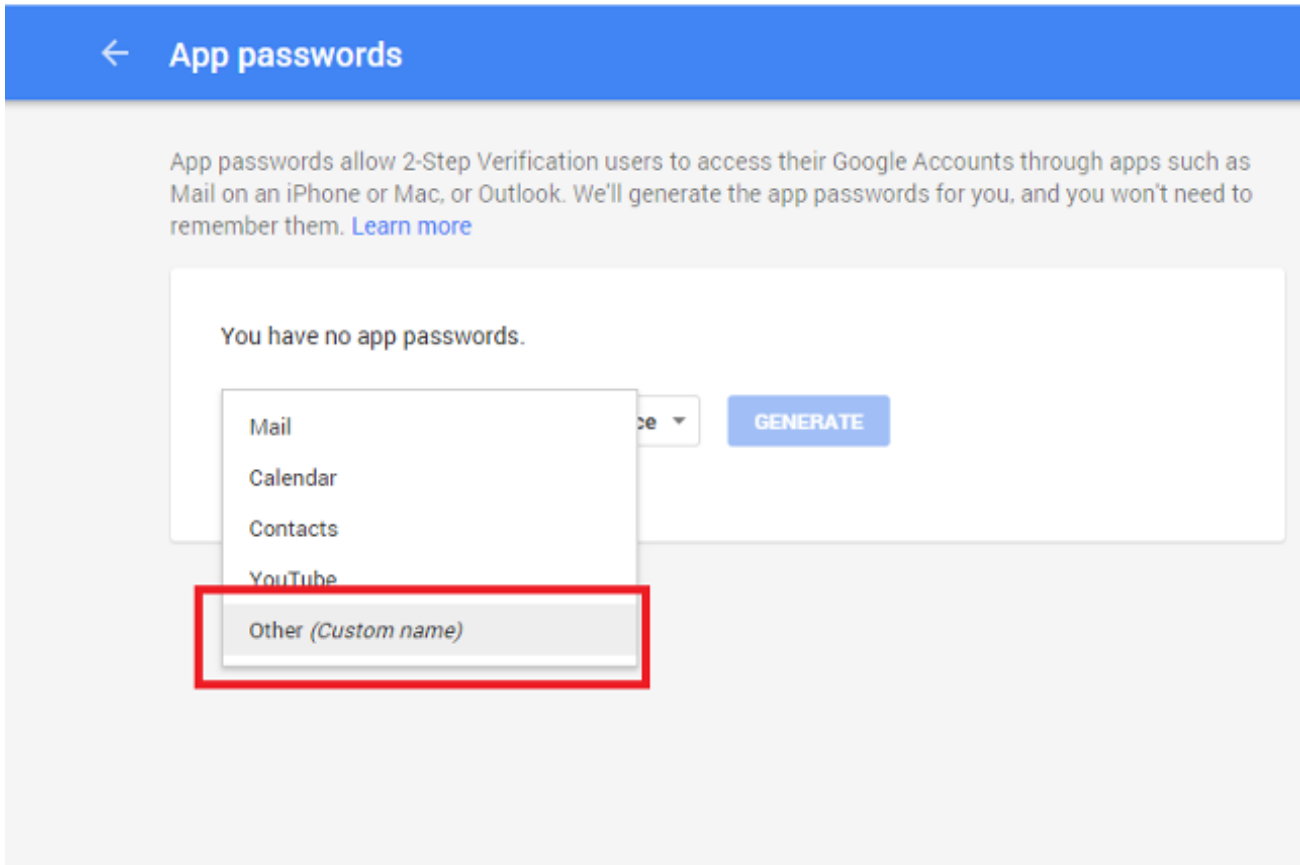 App passwords
App passwords allow 2-Step Verification users to access their Google Accounts through apps such as
Mail on an iPhone or Mac, or Outlook. We'll generate the app passwords for you, and you won't need to
remember them. Learn more
You have no app passwords.
GENERATE
Mail
Calendar
Contacts
YouTube
Other (Custom name)